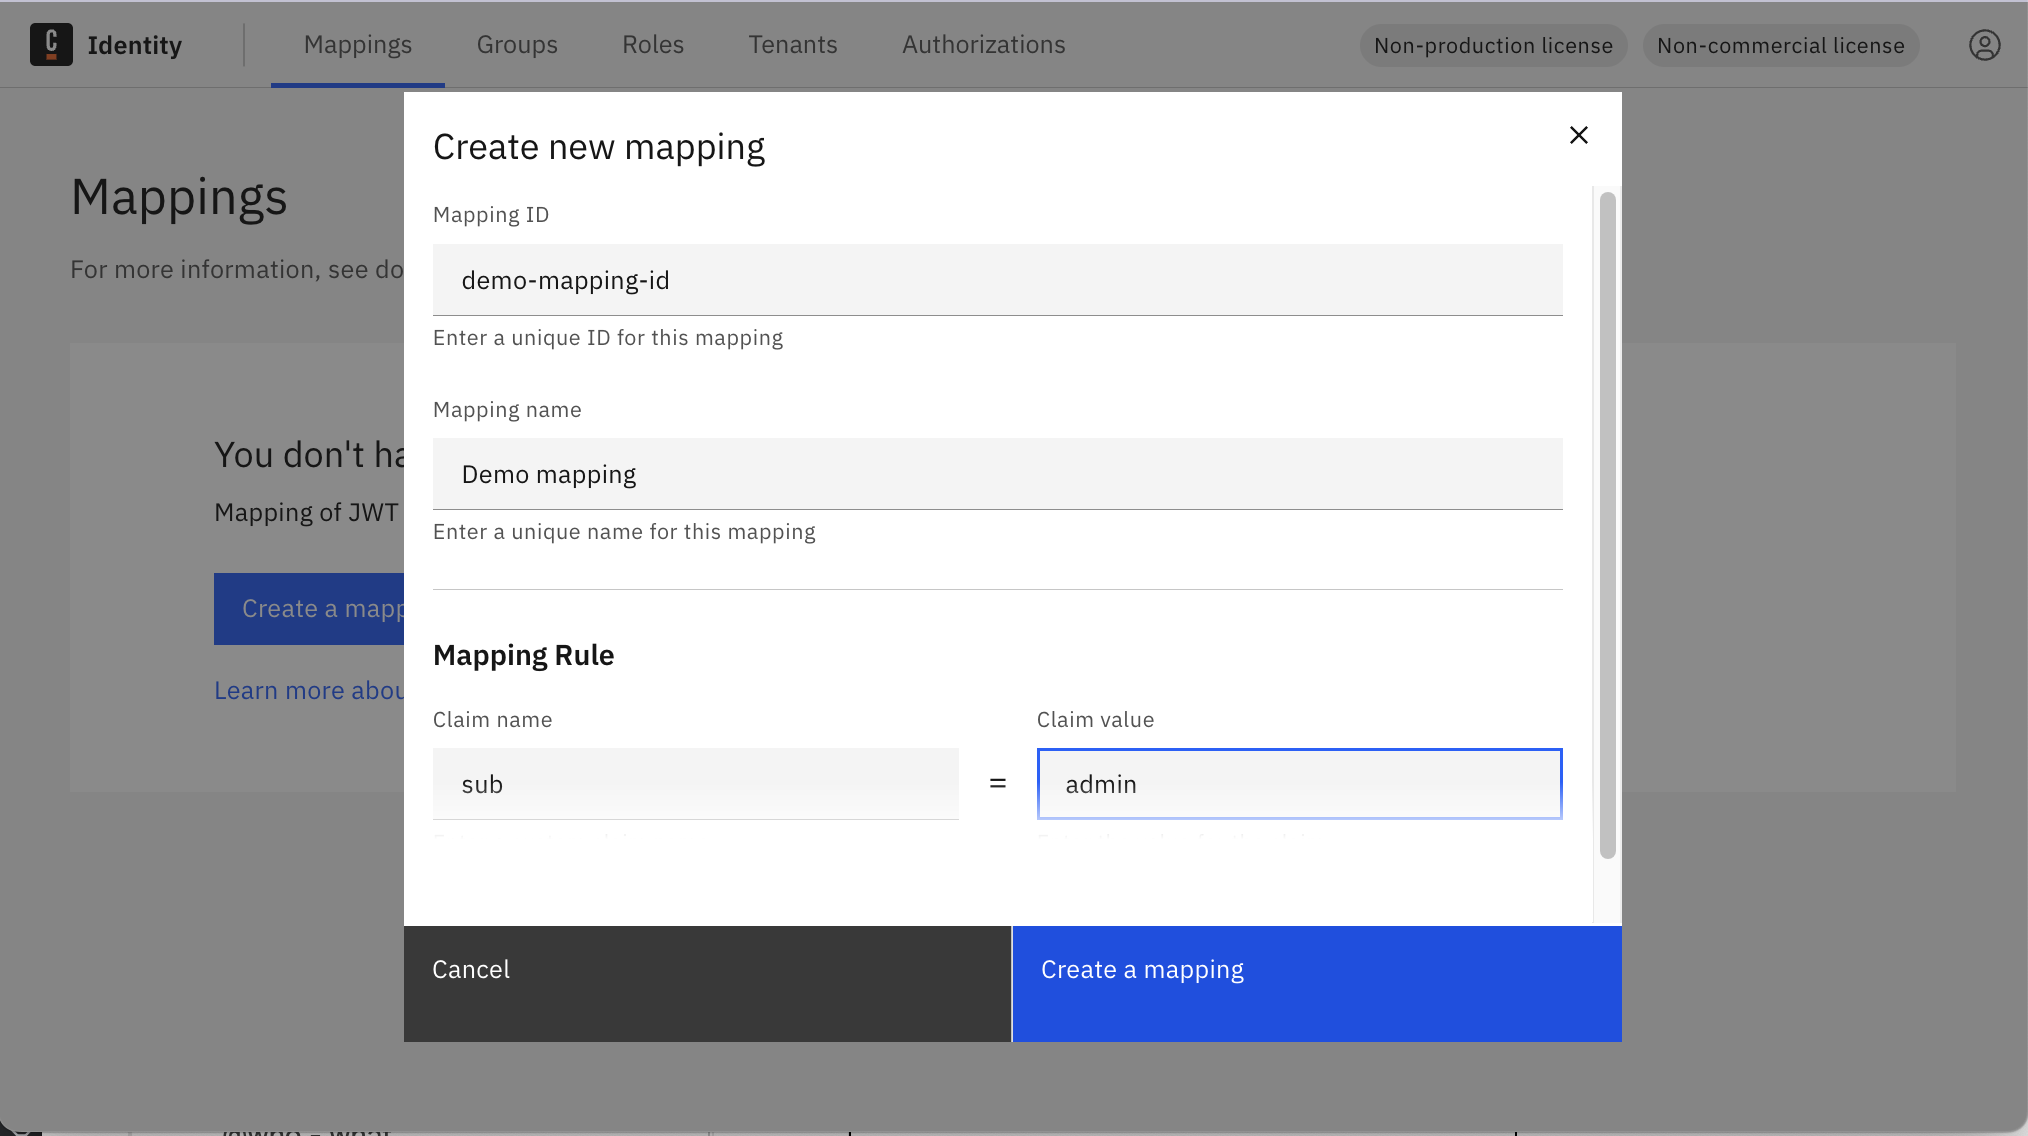 C Identity Mappings Groups Roles Tenants Authorizations Non-production license Non-commercial license
Create new mapping
Mappings
Mapping ID
For more information, see do
demo-mapping-id
Enter a unique ID for this mapping
Mapping name
You don't ha
Demo mapping
Mapping of JWT
Enter a unique name for this mapping
Create a mapp
Mapping Rule
Learn more abou
Claim name Claim value
sub = admin
Cancel Create a mapping